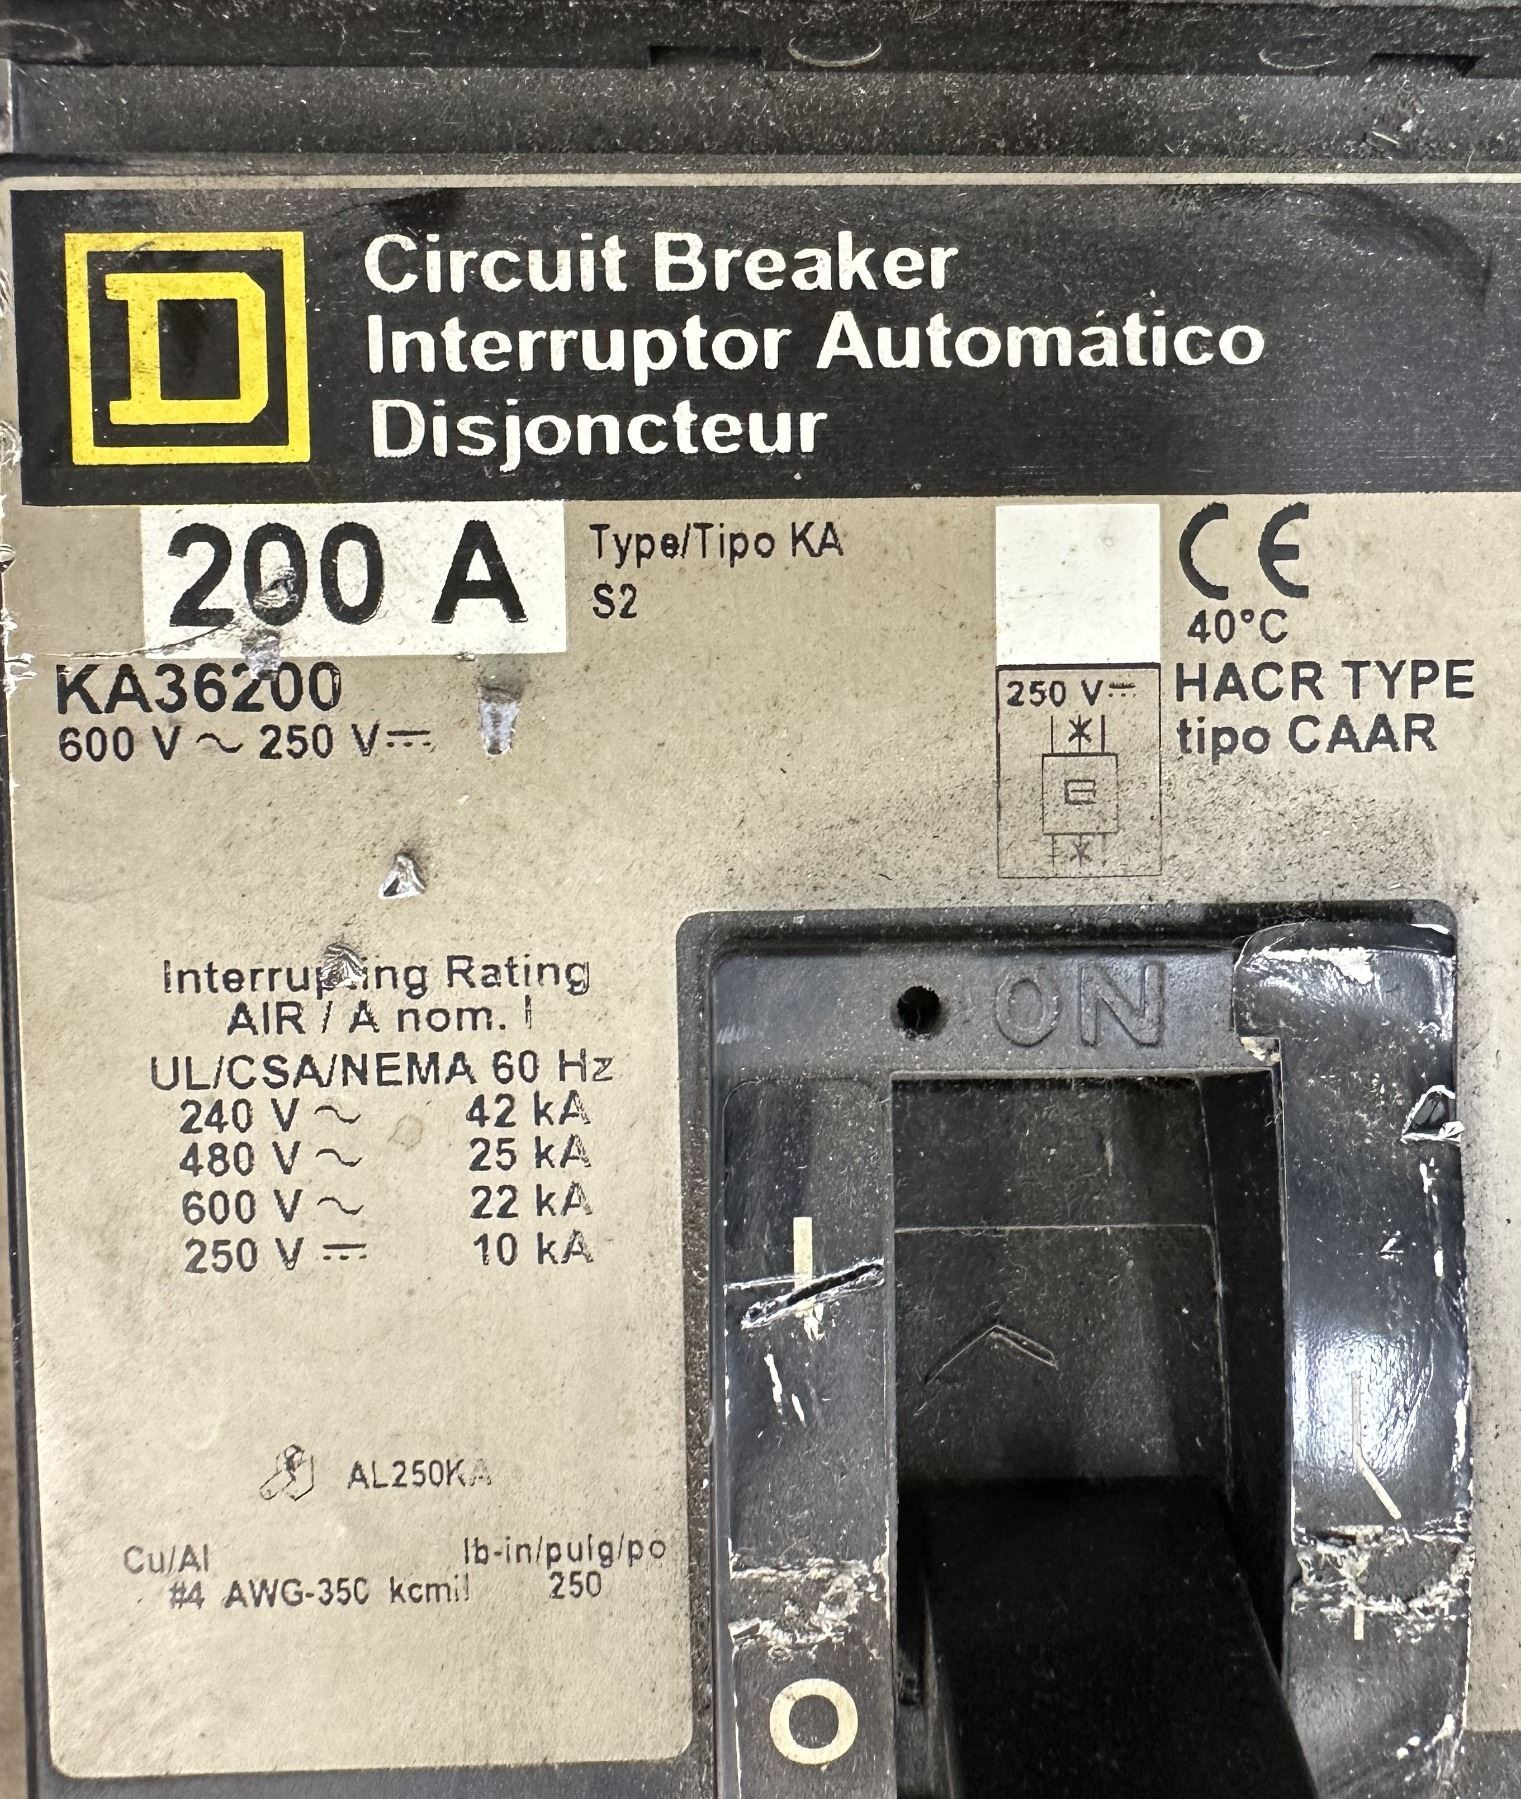 D
Circuit Breaker
Interruptor Automático
Disjoncteur
200 A
Type/Tipo KA
S2
CE
40°C
KA36200
600 V ~ 250 V⎓
250 V⎓
HACR TYPE
tipo CAAR
Interrupting Rating
AIR / A nom. I
UL/CSA/NEMA 60 Hz
240 V ~ 42 kA
480 V ~ 25 kA
600 V ~ 22 kA
250 V ⎓ 10 kA
ON
I
AL250KA
Cu/Al lb-in/pulg/po
#4 AWG-350 kcmil 250
O